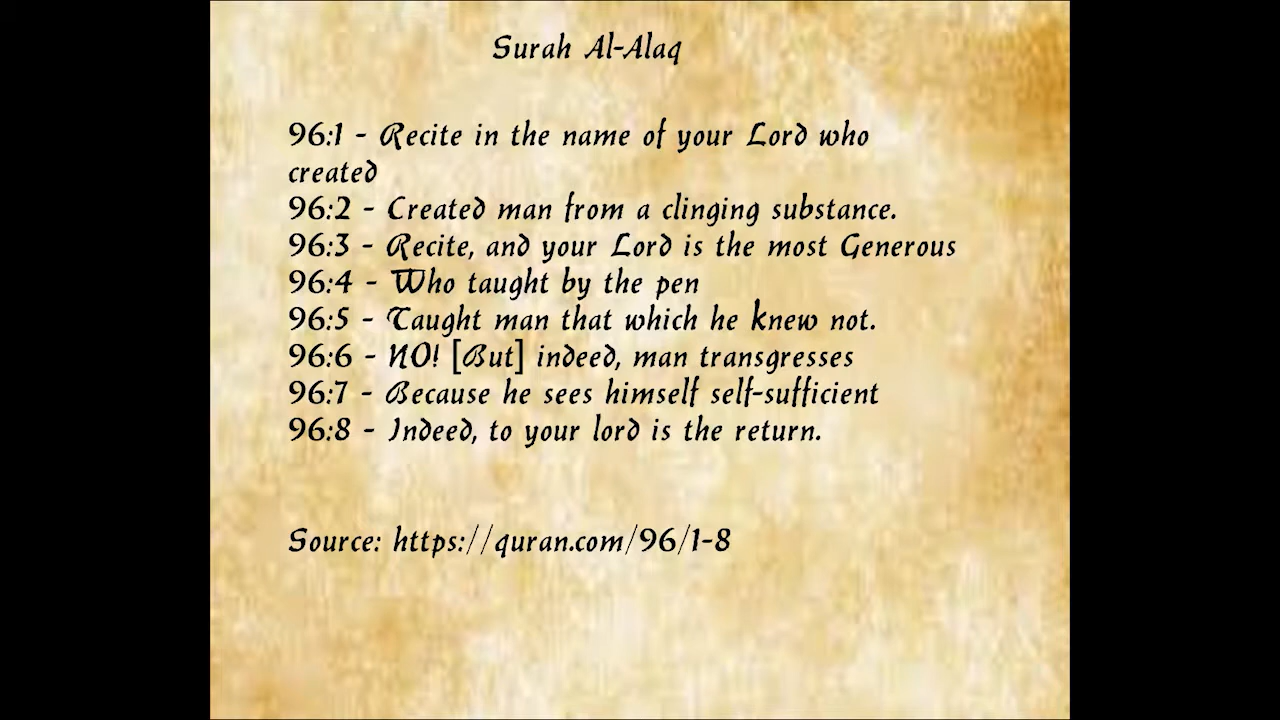 Surah Al-Alaq
96:1 - Recite in the name of your Lord who
created
96:2 - Created man from a clinging substance.
96:3 - Recite, and your Lord is the most Generous
96:4 - Who taught by the pen
96:5 - Taught man that which he knew not.
96:6 - NO! [But] indeed, man transgresses
96:7 - Because he sees himself self-sufficient
96:8 - Indeed, to your lord is the return.
Source: https://quran.com/96/1-8